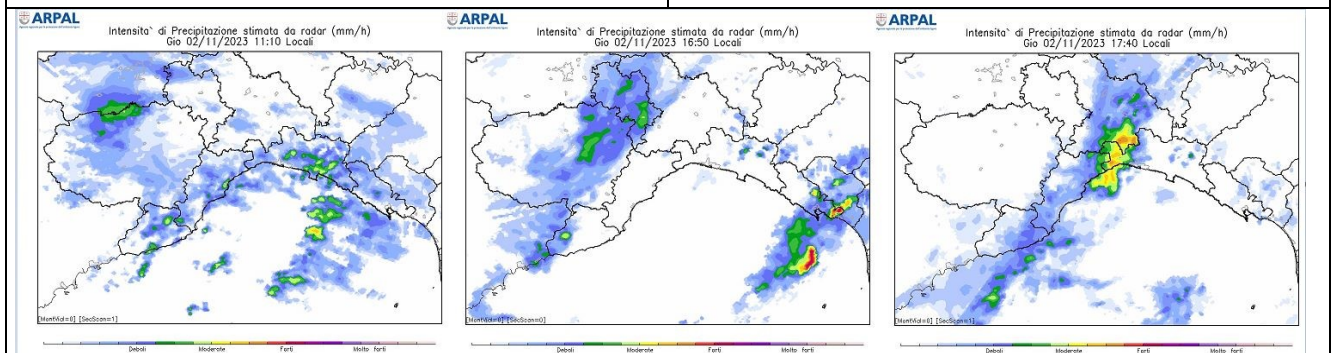 ARPAL
Intensita` di Precipitazione stimata da radar (mm/h)
Gio 02/11/2023 11:10 Locali
[MontVial=0] [SecScan=1]
Deboli Moderate Forti Molto forti
ARPAL
Intensita` di Precipitazione stimata da radar (mm/h)
Gio 02/11/2023 16:50 Locali
[MontVial=0] [SecScan=0]
Deboli Moderate Forti Molto forti
ARPAL
Intensita` di Precipitazione stimata da radar (mm/h)
Gio 02/11/2023 17:40 Locali
[MontVial=0] [SecScan=1]
Deboli Moderate Forti Molto forti